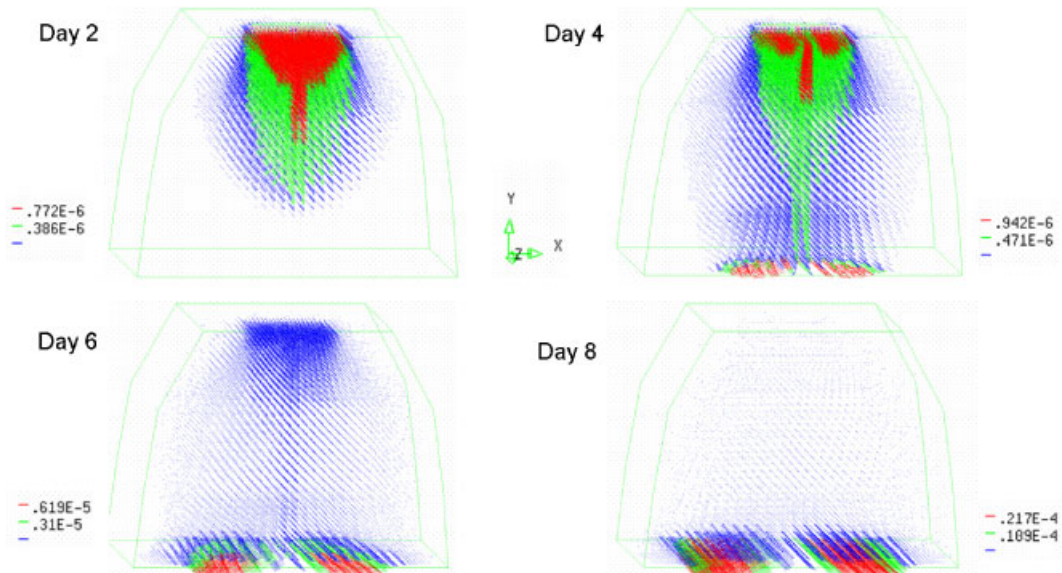 Day 2
.772E-6
.386E-6
Day 4
.942E-6
.471E-6
Y
Z
X
Day 6
.619E-5
.31E-5
Day 8
.217E-4
.109E-4